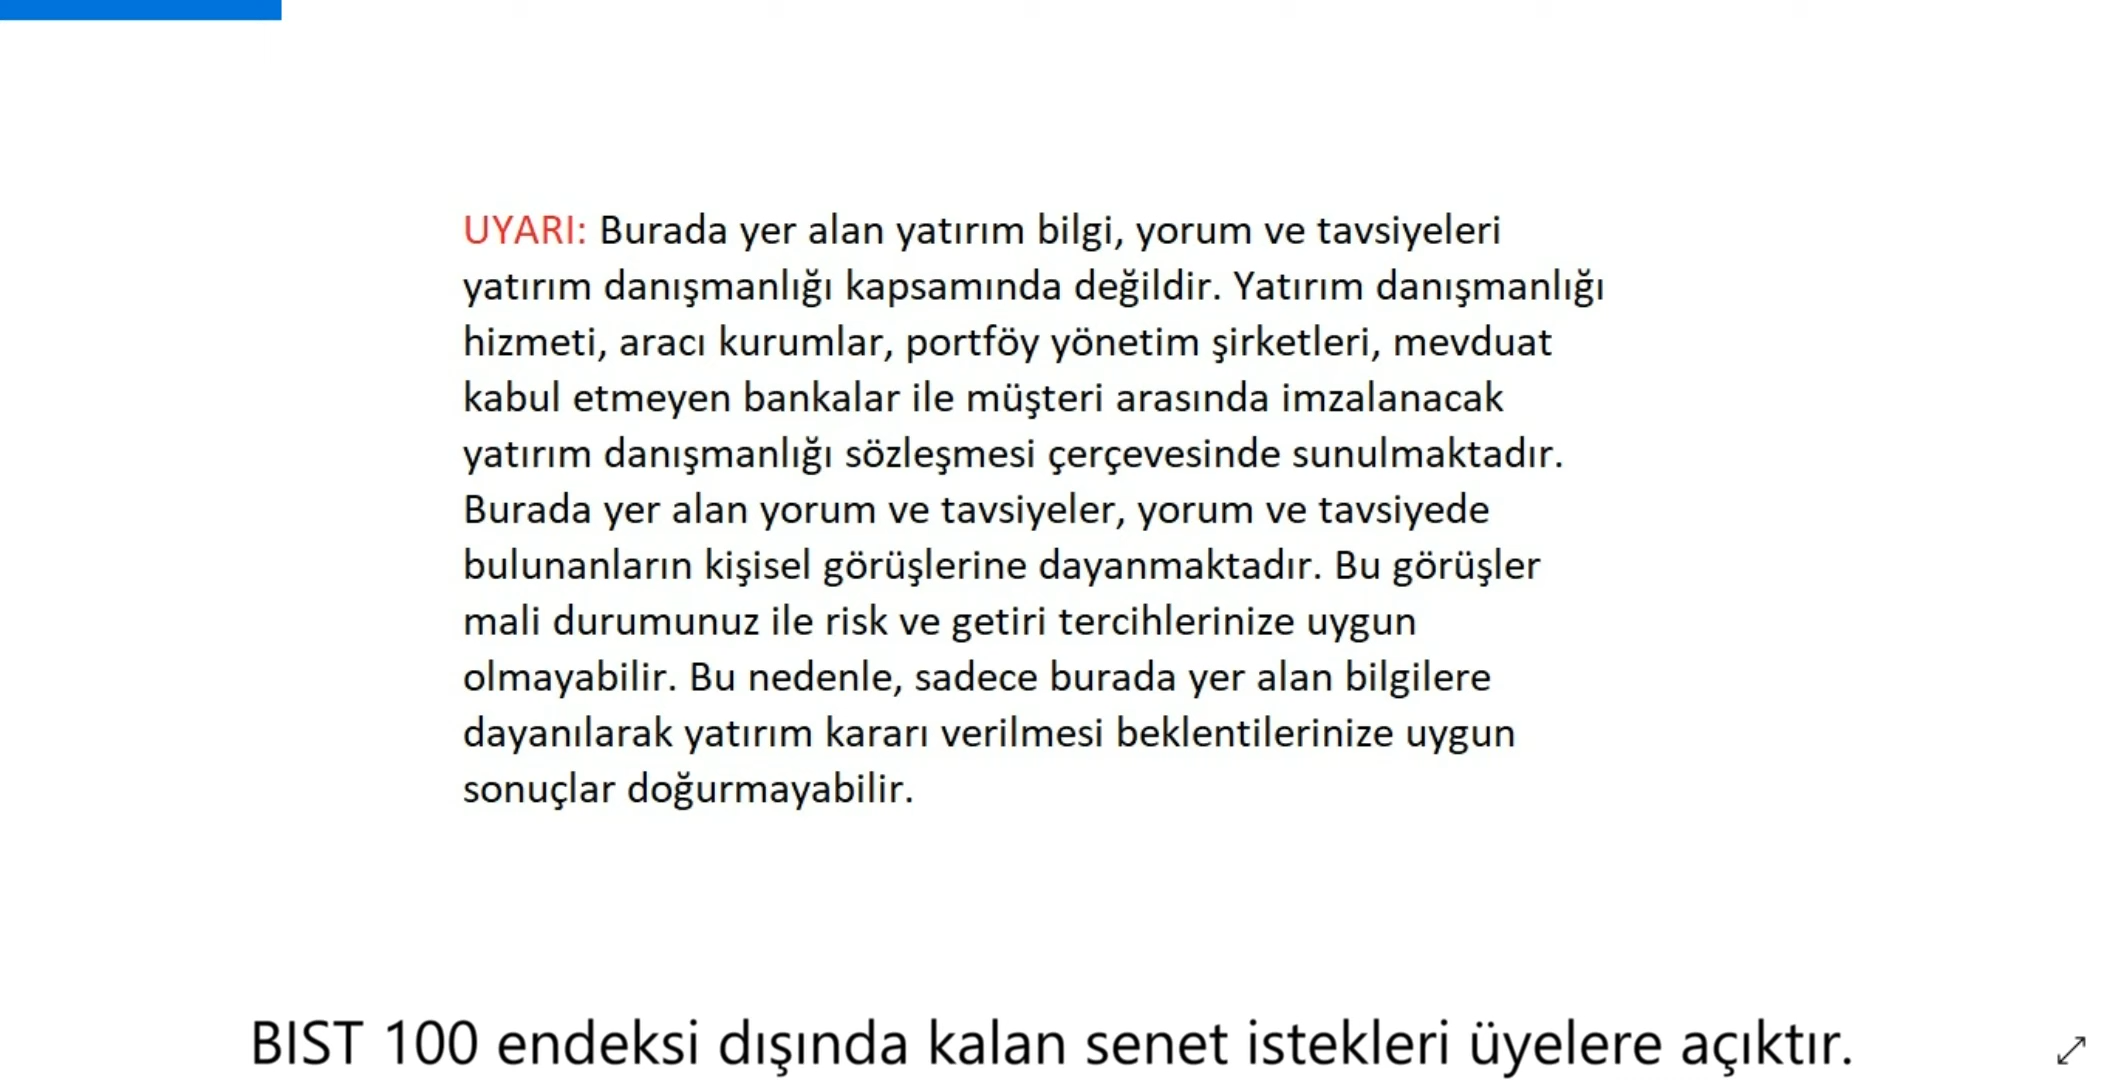 UYARI: Burada yer alan yatırım bilgi, yorum ve tavsiyeleri
yatırım danışmanlığı kapsamında değildir. Yatırım danışmanlığı
hizmeti, aracı kurumlar, portföy yönetim şirketleri, mevduat
kabul etmeyen bankalar ile müşteri arasında imzalanacak
yatırım danışmanlığı sözleşmesi çerçevesinde sunulmaktadır.
Burada yer alan yorum ve tavsiyeler, yorum ve tavsiyede
bulunanların kişisel görüşlerine dayanmaktadır. Bu görüşler
mali durumunuz ile risk ve getiri tercihlerinize uygun
olmayabilir. Bu nedenle, sadece burada yer alan bilgilere
dayanılarak yatırım kararı verilmesi beklentilerinize uygun
sonuçlar doğurmayabilir.
BIST 100 endeksi dışında kalan senet istekleri üyelere açıktır.